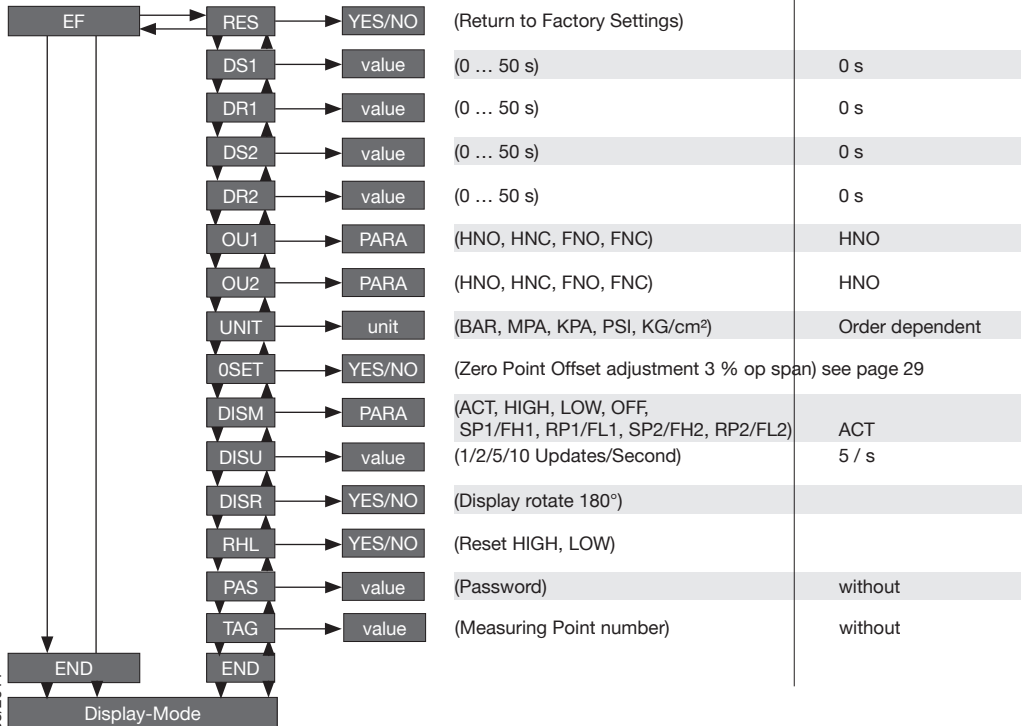 EF RES YES/NO (Return to Factory Settings)
DS1 value (0 … 50 s) 0 s
DR1 value (0 … 50 s) 0 s
DS2 value (0 … 50 s) 0 s
DR2 value (0 … 50 s) 0 s
OU1 PARA (HNO, HNC, FNO, FNC) HNO
OU2 PARA (HNO, HNC, FNO, FNC) HNO
UNIT unit (BAR, MPA, KPA, PSI, KG/cm²) Order dependent
0SET YES/NO (Zero Point Offset adjustment 3 % op span) see page 29
DISM PARA (ACT, HIGH, LOW, OFF,
SP1/FH1, RP1/FL1, SP2/FH2, RP2/FL2) ACT
DISU value (1/2/5/10 Updates/Second) 5 / s
DISR YES/NO (Display rotate 180°)
RHL YES/NO (Reset HIGH, LOW)
PAS value (Password) without
TAG value (Measuring Point number) without
END END
Display-Mode